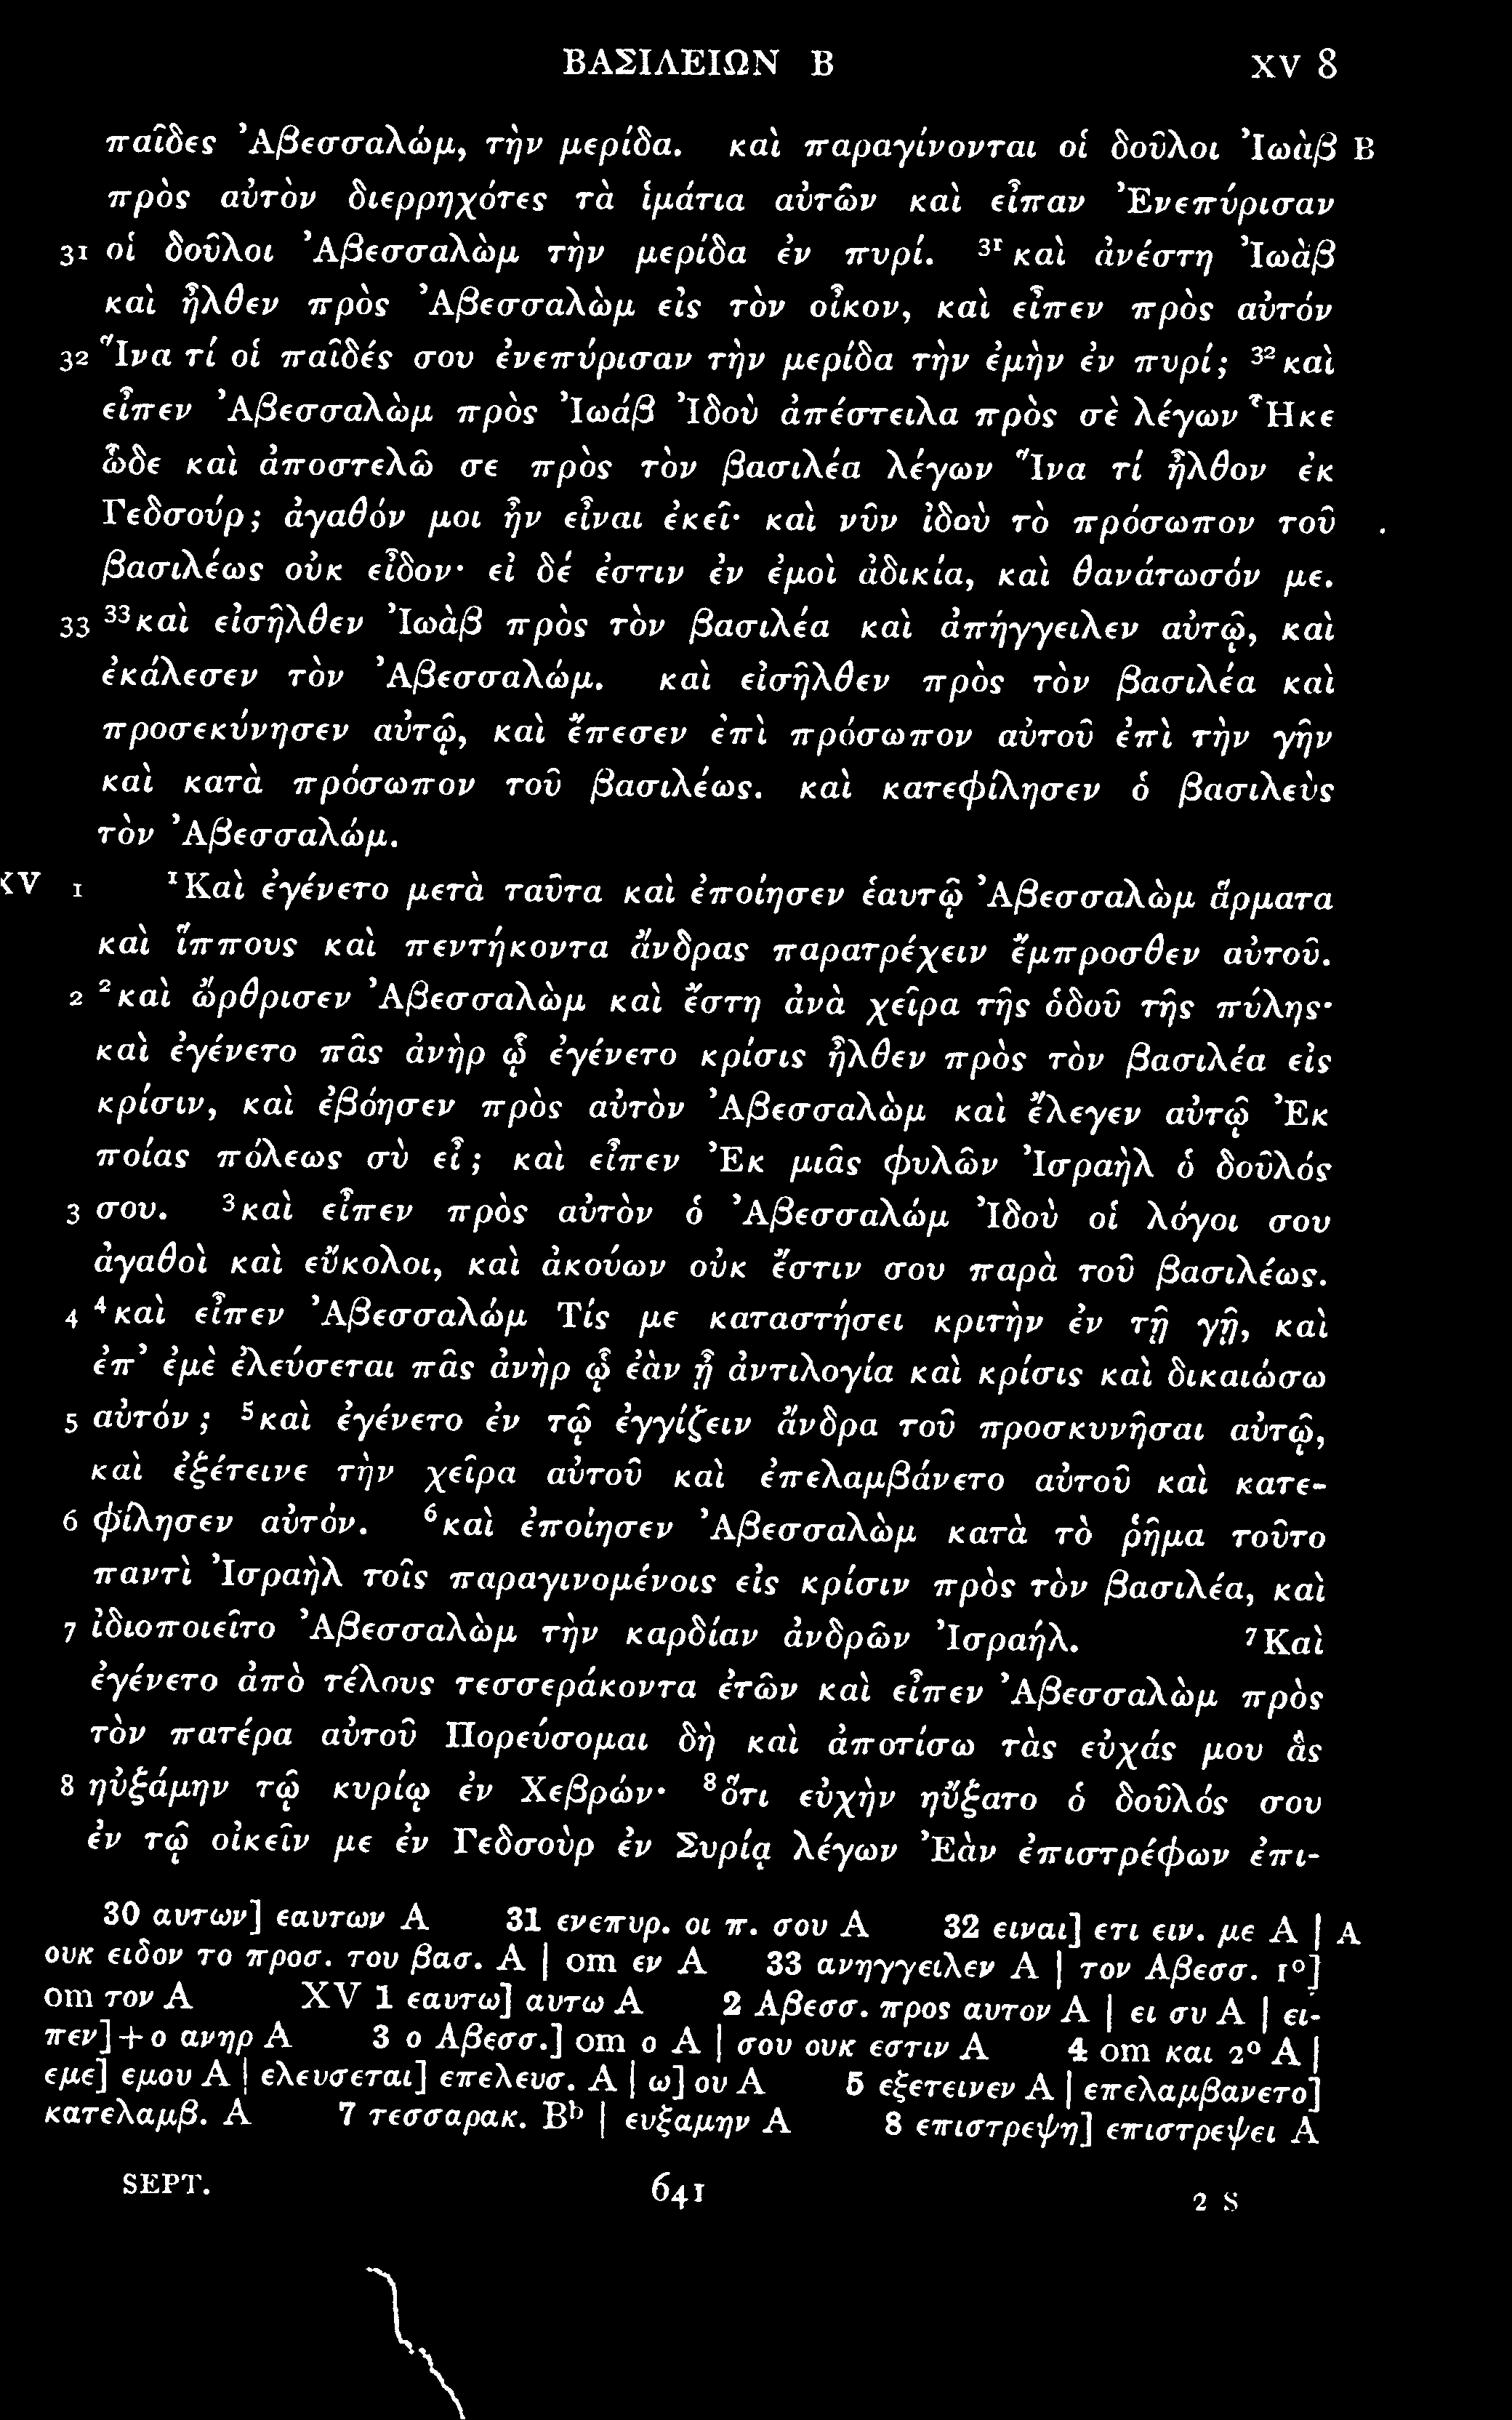 ΒΑΣΙΛΕΙΩΝ Β XV 8
παῖδες Ἀβεσσαλώμ, τὴν μερίδα. καὶ παραγίνονται οἱ δοῦλοι Ἰωὰβ B
πρὸς αὐτὸν διερρηχότες τὰ ἱμάτια αὐτῶν καὶ εἶπαν Ἐνεπύρισαν
31 οἱ δοῦλοι Ἀβεσσαλὼμ τὴν μερίδα ἐν πυρί. ³¹καὶ ἀνέστη Ἰωὰβ
καὶ ἦλθεν πρὸς Ἀβεσσαλὼμ εἰς τὸν οἶκον, καὶ εἶπεν πρὸς αὐτόν
32 Ἵνα τί οἱ παῖδές σου ἐνεπύρισαν τὴν μερίδα τὴν ἐμὴν ἐν πυρί; ³²καὶ
εἶπεν Ἀβεσσαλὼμ πρὸς Ἰωάβ Ἰδοὺ ἀπέστειλα πρὸς σὲ λέγων Ἧκε
ὧδε καὶ ἀποστελῶ σε πρὸς τὸν βασιλέα λέγων Ἵνα τί ἦλθον ἐκ
Γεδσούρ; ἀγαθόν μοι ἦν εἶναι ἐκεῖ· καὶ νῦν ἰδοὺ τὸ πρόσωπον τοῦ
βασιλέως οὐκ εἶδον· εἰ δέ ἐστιν ἐν ἐμοὶ ἀδικία, καὶ θανάτωσόν με.
33 ³³καὶ εἰσῆλθεν Ἰωὰβ πρὸς τὸν βασιλέα καὶ ἀπήγγειλεν αὐτῷ, καὶ
ἐκάλεσεν τὸν Ἀβεσσαλώμ. καὶ εἰσῆλθεν πρὸς τὸν βασιλέα καὶ
προσεκύνησεν αὐτῷ, καὶ ἔπεσεν ἐπὶ πρόσωπον αὐτοῦ ἐπὶ τὴν γῆν
καὶ κατὰ πρόσωπον τοῦ βασιλέως. καὶ κατεφίλησεν ὁ βασιλεὺς
τὸν Ἀβεσσαλώμ.
XV 1 ¹Καὶ ἐγένετο μετὰ ταῦτα καὶ ἐποίησεν ἑαυτῷ Ἀβεσσαλὼμ ἅρματα
καὶ ἵππους καὶ πεντήκοντα ἄνδρας παρατρέχειν ἔμπροσθεν αὐτοῦ.
2 ²καὶ ὤρθρισεν Ἀβεσσαλὼμ καὶ ἔστη ἀνὰ χεῖρα τῆς ὁδοῦ τῆς πύλης·
καὶ ἐγένετο πᾶς ἀνὴρ ᾧ ἐγένετο κρίσις ἦλθεν πρὸς τὸν βασιλέα εἰς
κρίσιν, καὶ ἐβόησεν πρὸς αὐτὸν Ἀβεσσαλὼμ καὶ ἔλεγεν αὐτῷ Ἐκ
ποίας πόλεως σὺ εἶ; καὶ εἶπεν Ἐκ μιᾶς φυλῶν Ἰσραὴλ ὁ δοῦλός
3 σου. ³καὶ εἶπεν πρὸς αὐτὸν ὁ Ἀβεσσαλώμ Ἰδοὺ οἱ λόγοι σου
ἀγαθοὶ καὶ εὔκολοι, καὶ ἀκούων οὐκ ἔστιν σου παρὰ τοῦ βασιλέως.
4 ⁴καὶ εἶπεν Ἀβεσσαλώμ Τίς με καταστήσει κριτὴν ἐν τῇ γῇ, καὶ
ἐπ’ ἐμὲ ἐλεύσεται πᾶς ἀνὴρ ᾧ ἐὰν ᾖ ἀντιλογία καὶ κρίσις καὶ δικαιώσω
5 αὐτόν; ⁵καὶ ἐγένετο ἐν τῷ ἐγγίζειν ἄνδρα τοῦ προσκυνῆσαι αὐτῷ,
καὶ ἐξέτεινε τὴν χεῖρα αὐτοῦ καὶ ἐπελαμβάνετο αὐτοῦ καὶ κατε-
6 φίλησεν αὐτόν. ⁶καὶ ἐποίησεν Ἀβεσσαλὼμ κατὰ τὸ ῥῆμα τοῦτο
παντὶ Ἰσραὴλ τοῖς παραγινομένοις εἰς κρίσιν πρὸς τὸν βασιλέα, καὶ
7 ἰδιοποιεῖτο Ἀβεσσαλὼμ τὴν καρδίαν ἀνδρῶν Ἰσραήλ. ⁷Καὶ
ἐγένετο ἀπὸ τέλους τεσσεράκοντα ἐτῶν καὶ εἶπεν Ἀβεσσαλὼμ πρὸς
τὸν πατέρα αὐτοῦ Πορεύσομαι δὴ καὶ ἀποτίσω τὰς εὐχάς μου ἃς
8 ηὐξάμην τῷ κυρίῳ ἐν Χεβρών· ⁸ὅτι εὐχὴν ηὔξατο ὁ δοῦλός σου
ἐν τῷ οἰκεῖν με ἐν Γεδσοὺρ ἐν Συρίᾳ λέγων Ἐὰν ἐπιστρέφων ἐπι-
30 αυτων] εαυτων A 31 ενεπυρ. οι π. σου A 32 ειναι] ετι ειν. με A | A
ουκ ειδον το προσ. του βασ. A | om εν A 33 ανηγγειλεν A | τον Αβεσσ. 1°]
om τον A XV 1 εαυτω] αυτω A 2 Αβεσσ. προς αυτον A | ει συ A | ει-
πεν]+ο ανηρ A 3 ο Αβεσσ.] om ο A | σου ουκ εστιν A 4 om και 2° A |
εμε] εμου A | ελευσεται] επελευσ. A | ω] ου A 5 εξετεινεν A | επελαμβανετο]
κατελαμβ. A 7 τεσσαρακ. Bᵇ | ευξαμην A 8 επιστρεψη] επιστρεψει A
SEPT. 641 2 S